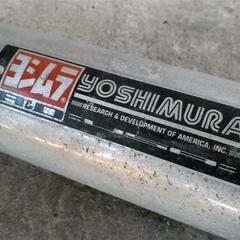 ヨシムラ
YOSHIMURA
RESEARCH & DEVELOPMENT OF AMERICA, INC.